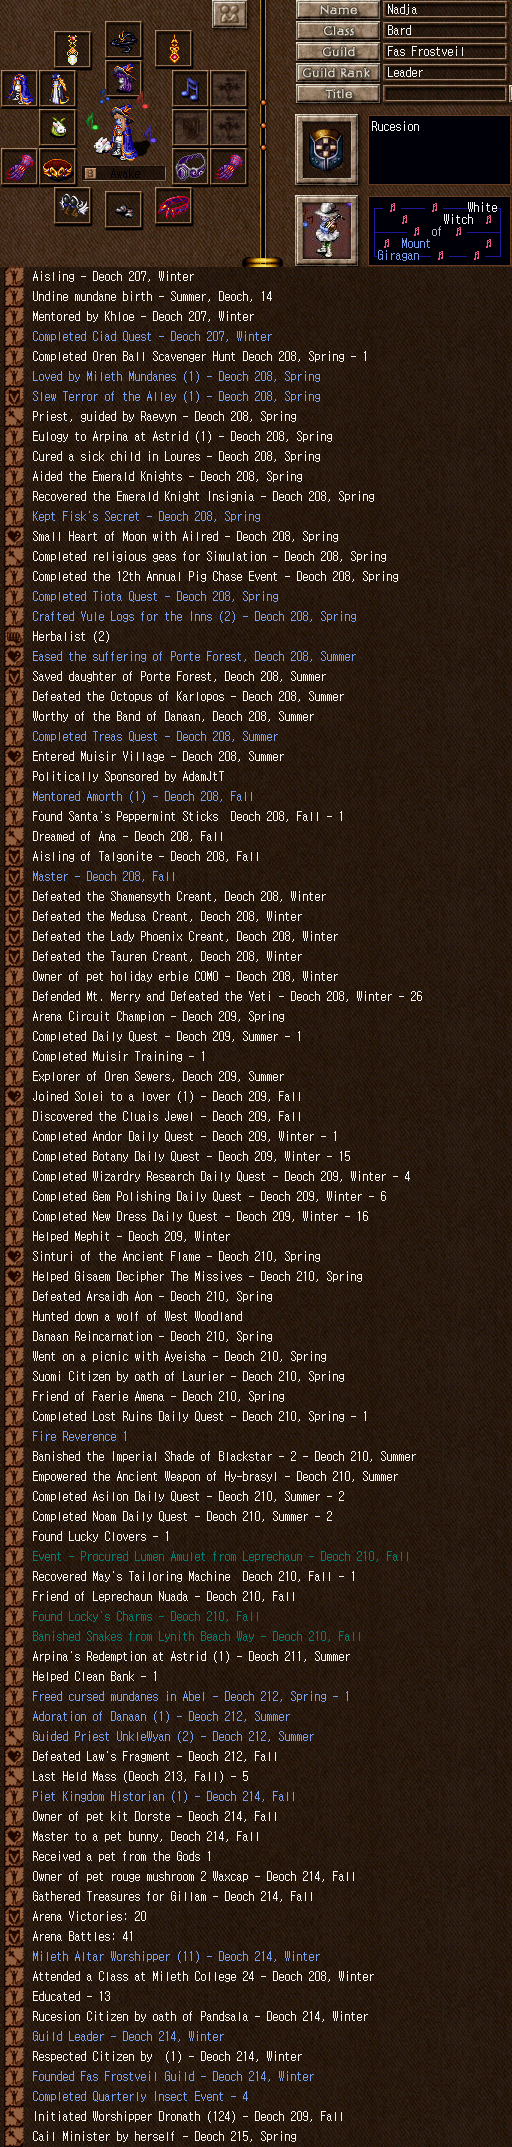 Name Nadja
Class Bard
Guild Fas Frostveil
Guild Rank Leader
Title
Awake
Rucesion
White
Witch
of
Mount
Giragan
Aisling - Deoch 207, Winter
Undine mundane birth - Summer, Deoch, 14
Mentored by Khloe - Deoch 207, Winter
Completed Ciad Quest - Deoch 207, Winter
Completed Oren Ball Scavenger Hunt Deoch 208, Spring - 1
Loved by Mileth Mundanes (1) - Deoch 208, Spring
Slew Terror of the Alley (1) - Deoch 208, Spring
Priest, guided by Raevyn - Deoch 208, Spring
Eulogy to Arpina at Astrid (1) - Deoch 208, Spring
Cured a sick child in Loures - Deoch 208, Spring
Aided the Emerald Knights - Deoch 208, Spring
Recovered the Emerald Knight Insignia - Deoch 208, Spring
Kept Fisk's Secret - Deoch 208, Spring
Small Heart of Moon with Ailred - Deoch 208, Spring
Completed religious geas for Simulation - Deoch 208, Spring
Completed the 12th Annual Pig Chase Event - Deoch 208, Spring
Completed Tiota Quest - Deoch 208, Spring
Crafted Yule Logs for the Inns (2) - Deoch 208, Spring
Herbalist (2)
Eased the suffering of Porte Forest, Deoch 208, Summer
Saved daughter of Porte Forest, Deoch 208, Summer
Defeated the Octopus of Karlopos - Deoch 208, Summer
Worthy of the Band of Danaan, Deoch 208, Summer
Completed Treas Quest - Deoch 208, Summer
Entered Muisir Village - Deoch 208, Summer
Politically Sponsored by AdamJtT
Mentored Amorth (1) - Deoch 208, Fall
Found Santa's Peppermint Sticks  Deoch 208, Fall - 1
Dreamed of Ana - Deoch 208, Fall
Aisling of Talgonite - Deoch 208, Fall
Master - Deoch 208, Fall
Defeated the Shamensyth Creant, Deoch 208, Winter
Defeated the Medusa Creant, Deoch 208, Winter
Defeated the Lady Phoenix Creant, Deoch 208, Winter
Defeated the Tauren Creant, Deoch 208, Winter
Owner of pet holiday erbie COMO - Deoch 208, Winter
Defended Mt. Merry and Defeated the Yeti - Deoch 208, Winter - 26
Arena Circuit Champion - Deoch 209, Spring
Completed Daily Quest - Deoch 209, Summer - 1
Completed Muisir Training - 1
Explorer of Oren Sewers, Deoch 209, Summer
Joined Solei to a lover (1) - Deoch 209, Fall
Discovered the Cluais Jewel - Deoch 209, Fall
Completed Andor Daily Quest - Deoch 209, Winter - 1
Completed Botany Daily Quest - Deoch 209, Winter - 15
Completed Wizardry Research Daily Quest - Deoch 209, Winter - 4
Completed Gem Polishing Daily Quest - Deoch 209, Winter - 6
Completed New Dress Daily Quest - Deoch 209, Winter - 16
Helped Mephit - Deoch 209, Winter
Sinturi of the Ancient Flame - Deoch 210, Spring
Helped Gisaem Decipher The Missives - Deoch 210, Spring
Defeated Arsaidh Aon - Deoch 210, Spring
Hunted down a wolf of West Woodland
Danaan Reincarnation - Deoch 210, Spring
Went on a picnic with Ayeisha - Deoch 210, Spring
Suomi Citizen by oath of Laurier - Deoch 210, Spring
Friend of Faerie Amena - Deoch 210, Spring
Completed Lost Ruins Daily Quest - Deoch 210, Spring - 1
Fire Reverence 1
Banished the Imperial Shade of Blackstar - 2 - Deoch 210, Summer
Empowered the Ancient Weapon of Hy-brasyl - Deoch 210, Summer
Completed Asilon Daily Quest - Deoch 210, Summer - 2
Completed Noam Daily Quest - Deoch 210, Summer - 2
Found Lucky Clovers - 1
Event - Procured Lumen Amulet from Leprechaun - Deoch 210, Fall
Recovered May's Tailoring Machine  Deoch 210, Fall - 1
Friend of Leprechaun Nuada - Deoch 210, Fall
Found Locky's Charms - Deoch 210, Fall
Banished Snakes from Lynith Beach Way - Deoch 210, Fall
Arpina's Redemption at Astrid (1) - Deoch 211, Summer
Helped Clean Bank - 1
Freed cursed mundanes in Abel - Deoch 212, Spring - 1
Adoration of Danaan (1) - Deoch 212, Summer
Guided Priest UnkleWyan (2) - Deoch 212, Summer
Defeated Law's Fragment - Deoch 212, Fall
Last Held Mass (Deoch 213, Fall) - 5
Piet Kingdom Historian (1) - Deoch 214, Fall
Owner of pet kit Dorste - Deoch 214, Fall
Master to a pet bunny, Deoch 214, Fall
Received a pet from the Gods 1
Owner of pet rouge mushroom 2 Waxcap - Deoch 214, Fall
Gathered Treasures for Gillam - Deoch 214, Fall
Arena Victories: 20
Arena Battles: 41
Mileth Altar Worshipper (11) - Deoch 214, Winter
Attended a Class at Mileth College 24 - Deoch 208, Winter
Educated - 13
Rucesion Citizen by oath of Pandsala - Deoch 214, Winter
Guild Leader - Deoch 214, Winter
Respected Citizen by  (1) - Deoch 214, Winter
Founded Fas Frostveil Guild - Deoch 214, Winter
Completed Quarterly Insect Event - 4
Initiated Worshipper Dronath (124) - Deoch 209, Fall
Cail Minister by herself - Deoch 215, Spring